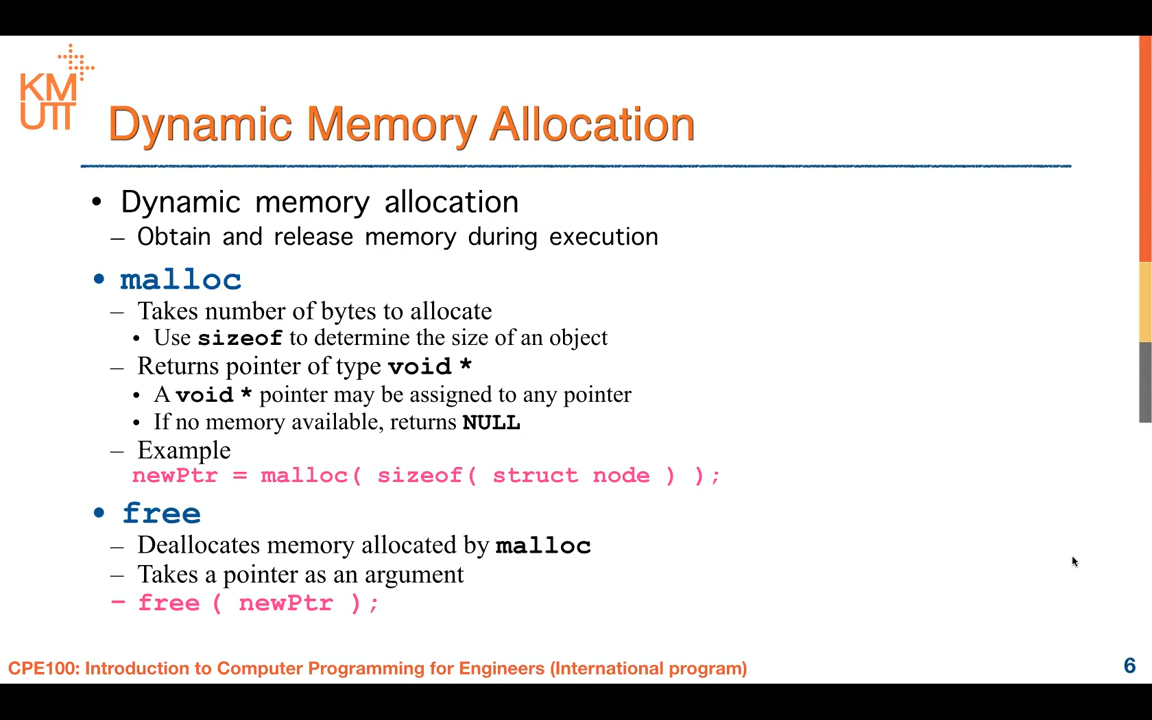 KM
UTT
Dynamic Memory Allocation
• Dynamic memory allocation
– Obtain and release memory during execution
• malloc
– Takes number of bytes to allocate
• Use sizeof to determine the size of an object
– Returns pointer of type void *
• A void * pointer may be assigned to any pointer
• If no memory available, returns NULL
– Example
newPtr = malloc( sizeof( struct node ) );
• free
– Deallocates memory allocated by malloc
– Takes a pointer as an argument
– free ( newPtr );
CPE100: Introduction to Computer Programming for Engineers (International program)
6